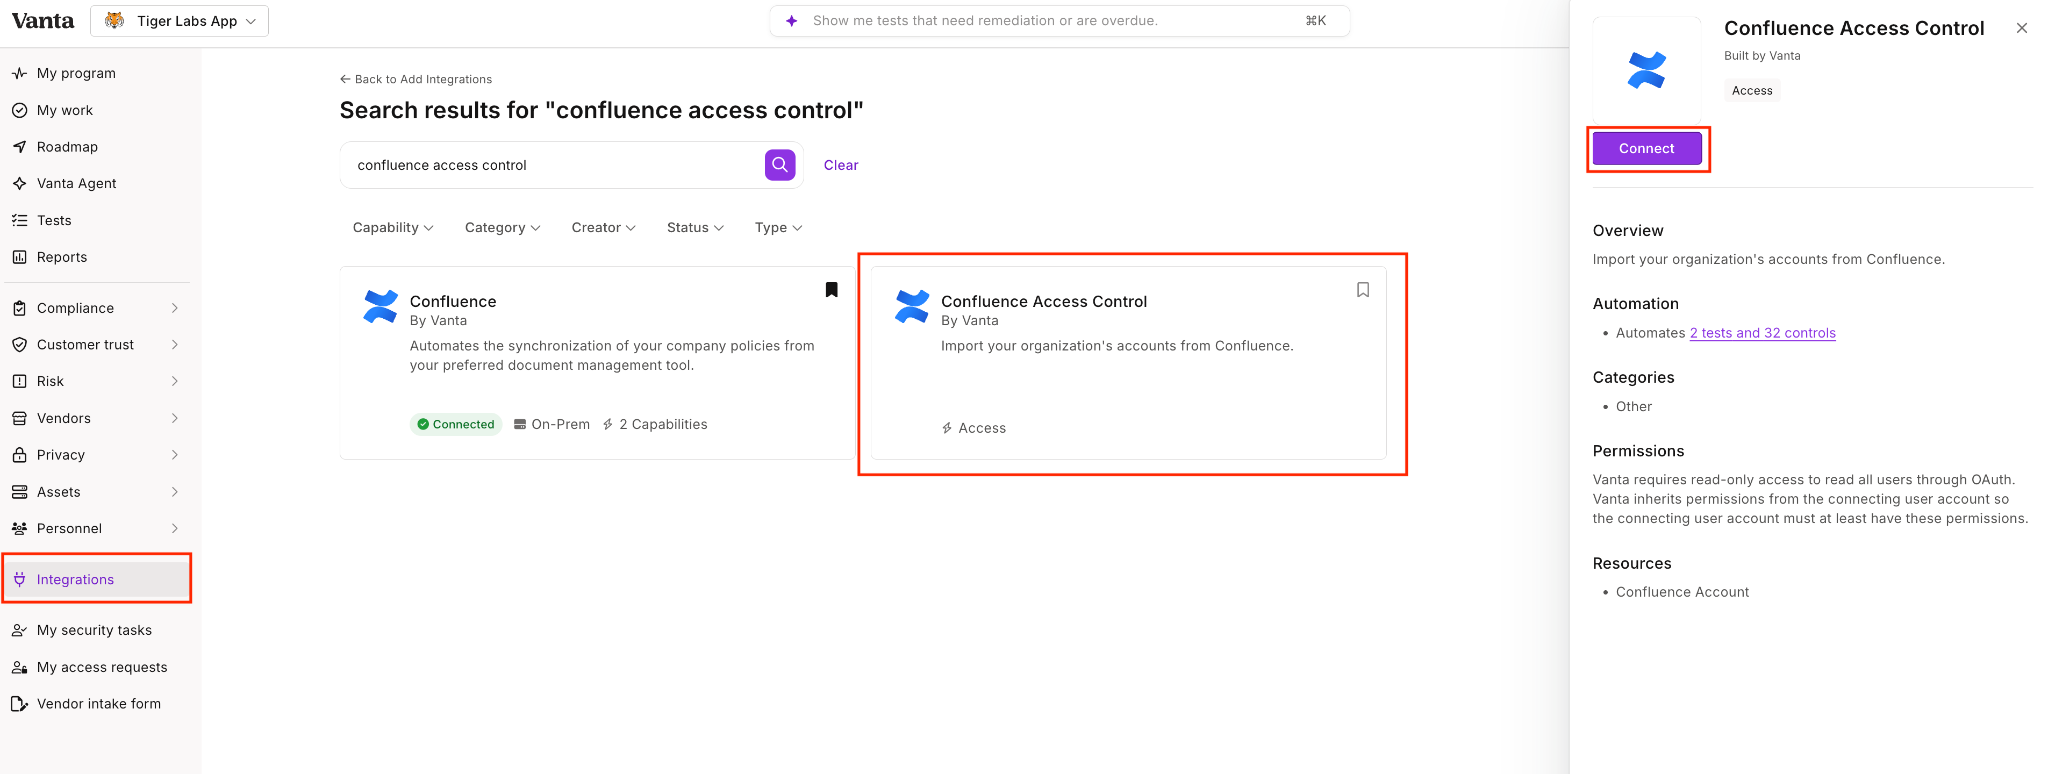 Vanta
Tiger Labs App
Show me tests that need remediation or are overdue.
⌘K
My program
My work
Roadmap
Vanta Agent
Tests
Reports
Compliance
Customer trust
Risk
Vendors
Privacy
Assets
Personnel
Integrations
My security tasks
My access requests
Vendor intake form
← Back to Add Integrations
Search results for "confluence access control"
confluence access control
Clear
Capability
Category
Creator
Status
Type
Confluence
By Vanta
Automates the synchronization of your company policies from
your preferred document management tool.
Connected
On-Prem
2 Capabilities
Confluence Access Control
By Vanta
Import your organization's accounts from Confluence.
Access
Confluence Access Control
Built by Vanta
Access
Connect
Overview
Import your organization's accounts from Confluence.
Automation
• Automates 2 tests and 32 controls
Categories
• Other
Permissions
Vanta requires read-only access to read all users through OAuth.
Vanta inherits permissions from the connecting user account so
the connecting user account must at least have these permissions.
Resources
• Confluence Account